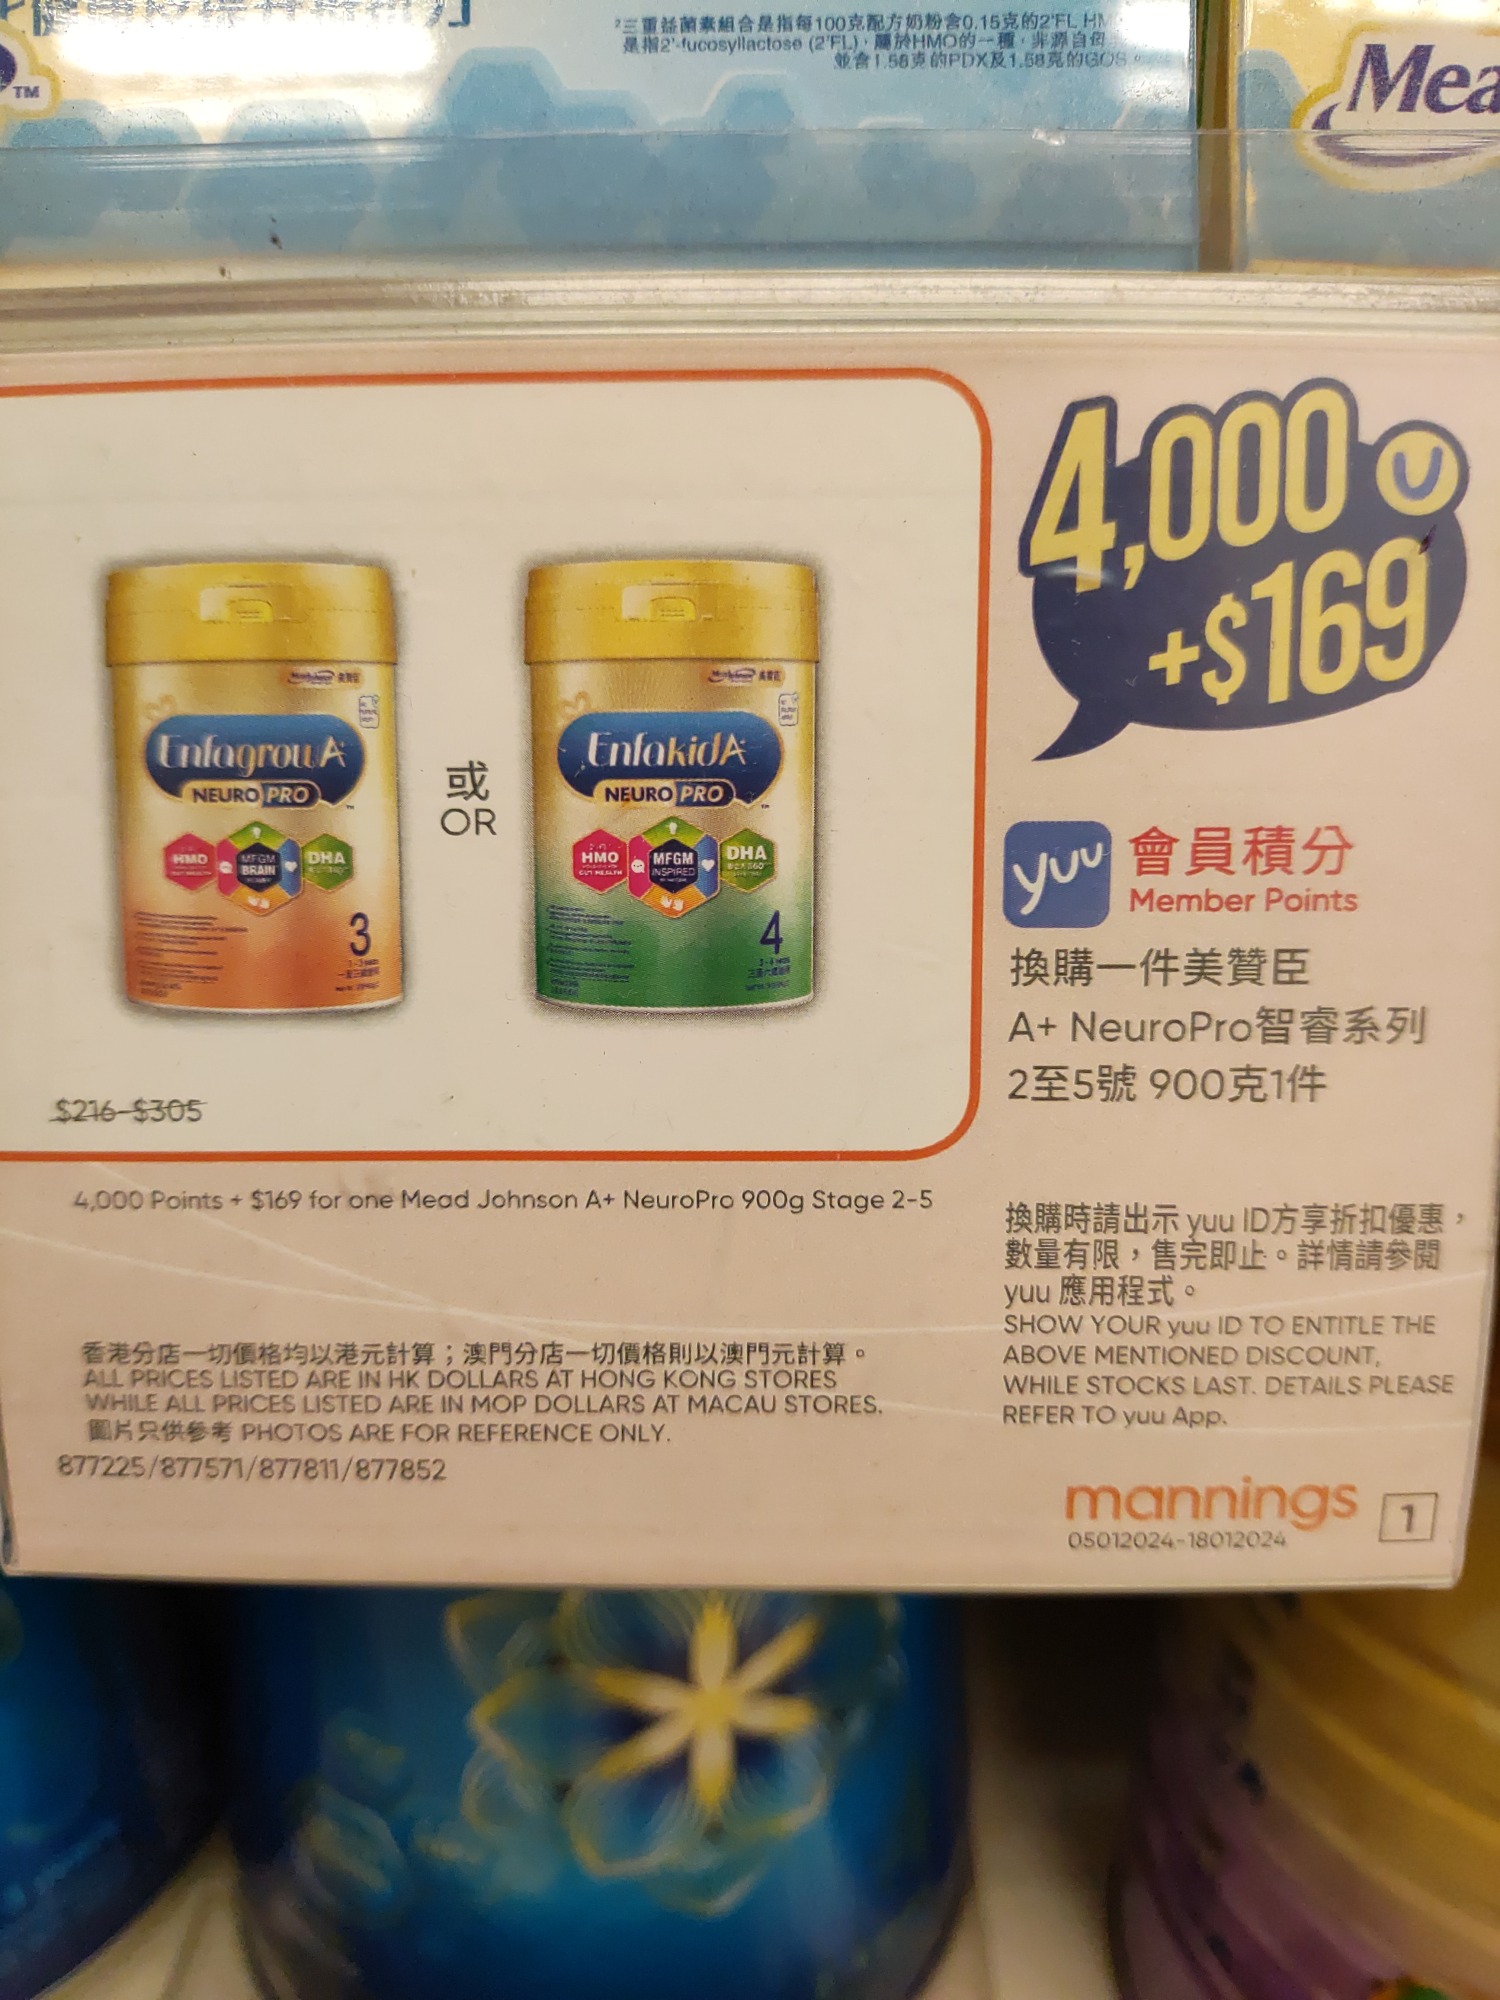 ²三重益菌素組合是指每100克配方奶粉含0.15克的2'FL HM
是指2'-fucosyllactose (2'FL)，屬於HMO的一種，非源自母
並含1.58克的PDX及1.58克的GOS。
TM
Mea
4,000 U
+$169
EnfagrowA+
NEUROPRO
HMO
GUT HEALTH
MFGM
BRAIN
DHA
3
或
OR
美贊臣
EnfakidA+
NEUROPRO
HMO
GUT HEALTH
MFGM
INSPIRED
DHA
4
$216-$305
yuu 會員積分
Member Points
換購一件美贊臣
A+ NeuroPro智睿系列
2至5號 900克1件
4,000 Points + $169 for one Mead Johnson A+ NeuroPro 900g Stage 2-5
換購時請出示 yuu ID方享折扣優惠，
數量有限，售完即止。詳情請參閱
yuu 應用程式。
SHOW YOUR yuu ID TO ENTITLE THE
ABOVE MENTIONED DISCOUNT,
WHILE STOCKS LAST. DETAILS PLEASE
REFER TO yuu App.
香港分店一切價格均以港元計算；澳門分店一切價格則以澳門元計算。
ALL PRICES LISTED ARE IN HK DOLLARS AT HONG KONG STORES
WHILE ALL PRICES LISTED ARE IN MOP DOLLARS AT MACAU STORES.
圖片只供參考 PHOTOS ARE FOR REFERENCE ONLY.
877225/877571/877811/877852
mannings
05012024-18012024
1